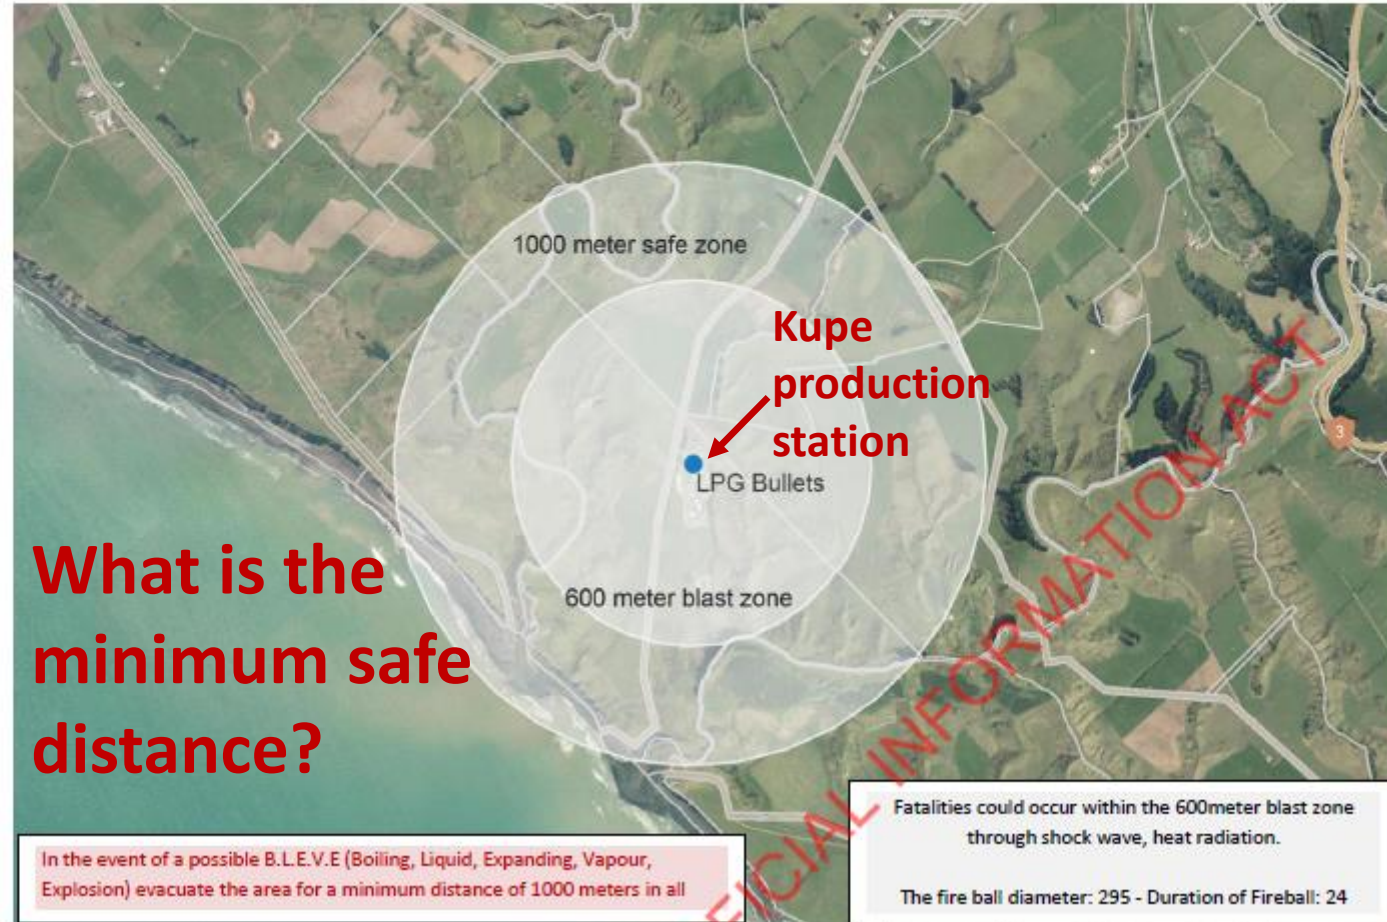 1000 meter safe zone
Kupe
production
station
LPG Bullets
600 meter blast zone
What is the
minimum safe
distance?
3
In the event of a possible B.L.E.V.E (Boiling, Liquid, Expanding, Vapour,
Explosion) evacuate the area for a minimum distance of 1000 meters in all
Fatalities could occur within the 600meter blast zone
through shock wave, heat radiation.
The fire ball diameter: 295 - Duration of Fireball: 24
INFORMATION ACT